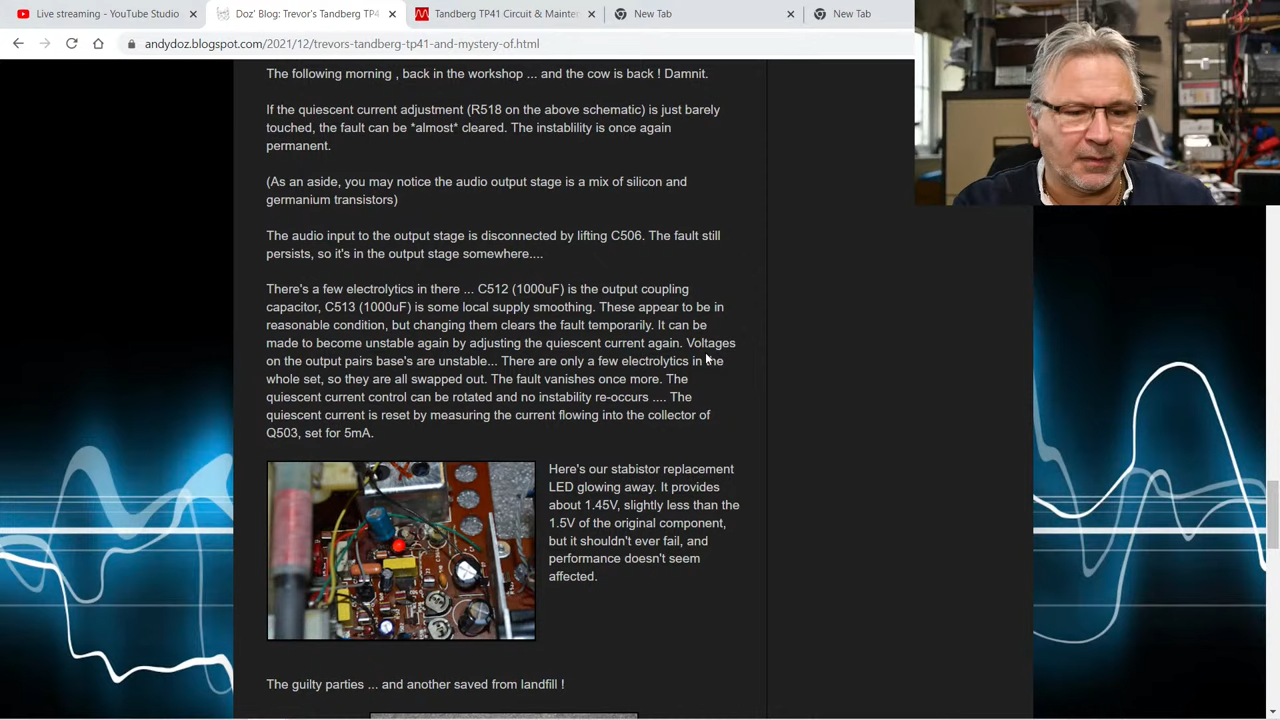 Live streaming - YouTube Studio
Doz' Blog: Trevor's Tandberg TP4
Tandberg TP41 Circuit & Mainten
New Tab
New Tab
andydoz.blogspot.com/2021/12/trevors-tandberg-tp41-and-mystery-of.html
The following morning , back in the workshop ... and the cow is back ! Damnit.
If the quiescent current adjustment (R518 on the above schematic) is just barely
touched, the fault can be *almost* cleared. The instablility is once again
permanent.
(As an aside, you may notice the audio output stage is a mix of silicon and
germanium transistors)
The audio input to the output stage is disconnected by lifting C506. The fault still
persists, so it's in the output stage somewhere....
There's a few electrolytics in there ... C512 (1000uF) is the output coupling
capacitor, C513 (1000uF) is some local supply smoothing. These appear to be in
reasonable condition, but changing them clears the fault temporarily. It can be
made to become unstable again by adjusting the quiescent current again. Voltages
on the output pairs base's are unstable... There are only a few electrolytics in the
whole set, so they are all swapped out. The fault vanishes once more. The
quiescent current control can be rotated and no instability re-occurs .... The
quiescent current is reset by measuring the current flowing into the collector of
Q503, set for 5mA.
Here's our stabistor replacement
LED glowing away. It provides
about 1.45V, slightly less than the
1.5V of the original component,
but it shouldn't ever fail, and
performance doesn't seem
affected.
The guilty parties ... and another saved from landfill !